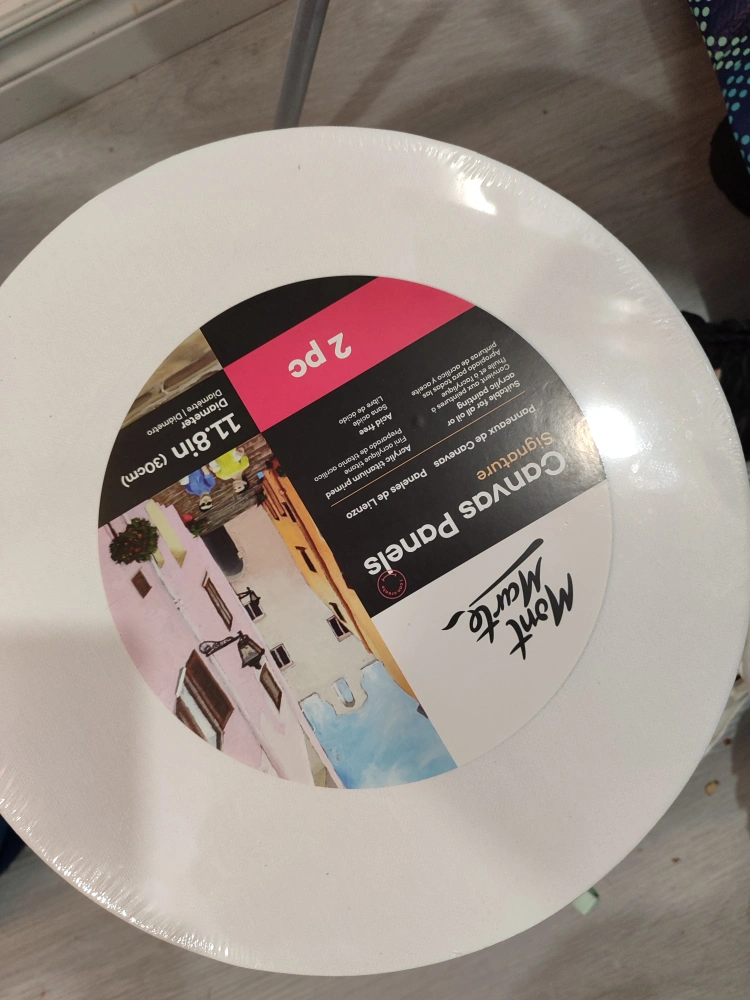 Mont
Marte
Canvas Panels
Signature
Panneaux de Canevas Paneles de Lienzo
Suitable for all oil or
acrylic painting
Convient aux peintures à
l'huile et à l'acrylique
Apropiado para todas las
pinturas de acrílico y aceite
Acrylic titanium primed
Fini acrylique titane
Preparado de titanio acrílico
Acid free
Sans acide
Libre de ácido
2 pc
11.8in (30cm)
Diameter
Diamètre | Diámetro